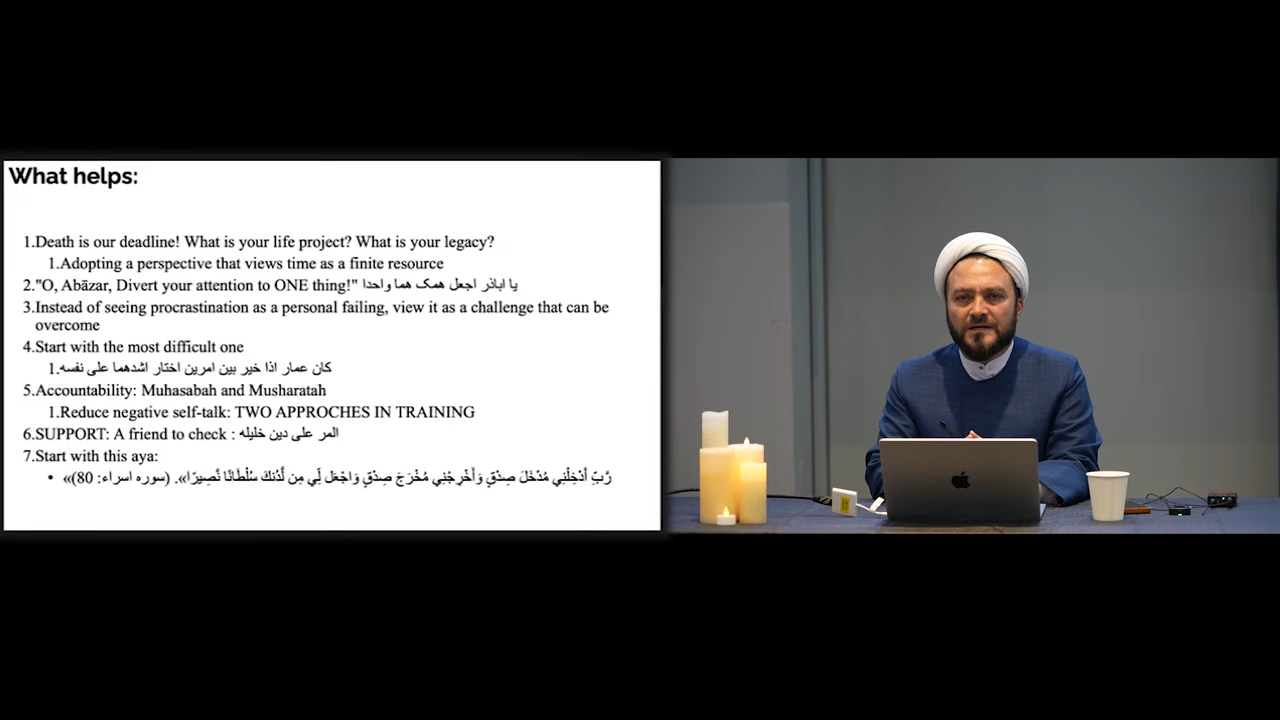 What helps:
1.Death is our deadline! What is your life project? What is your legacy?
1.Adopting a perspective that views time as a finite resource
2."O, Abāzar, Divert your attention to ONE thing!" یا اباذر اجعل همک هما واحدا
3.Instead of seeing procrastination as a personal failing, view it as a challenge that can be
overcome
4.Start with the most difficult one
1.کان عمار اذا خیر بین امرین اختار اشدهما علی نفسه
5.Accountability: Muhasabah and Musharatah
1.Reduce negative self-talk: TWO APPROCHES IN TRAINING
6.SUPPORT: A friend to check : المر علی دین خلیله
7.Start with this aya:
• رَّبِّ أَدْخِلْنِي مُدْخَلَ صِدْقٍ وَأَخْرِجْنِي مُخْرَجَ صِدْقٍ وَاجْعَل لِّي مِن لَّدُنكَ سُلْطَانًا نَّصِيرًا». (سوره اسراء: 80)»